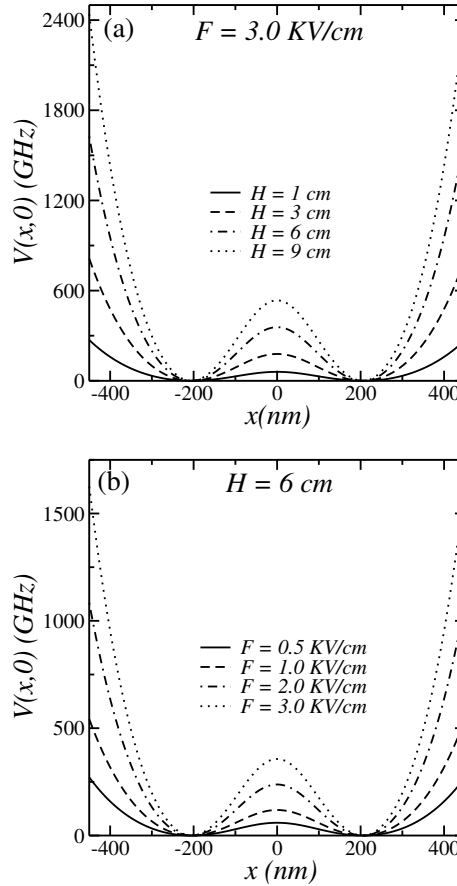 (a) F = 3.0 KV/cm
2400
1800
1200
600
0
V(x,0) (GHz)
H = 1 cm
H = 3 cm
H = 6 cm
H = 9 cm
-400 -200 0 200 400
x(nm)
(b) H = 6 cm
1500
1000
500
0
V(x,0) (GHz)
F = 0.5 KV/cm
F = 1.0 KV/cm
F = 2.0 KV/cm
F = 3.0 KV/cm
-400 -200 0 200 400
x (nm)